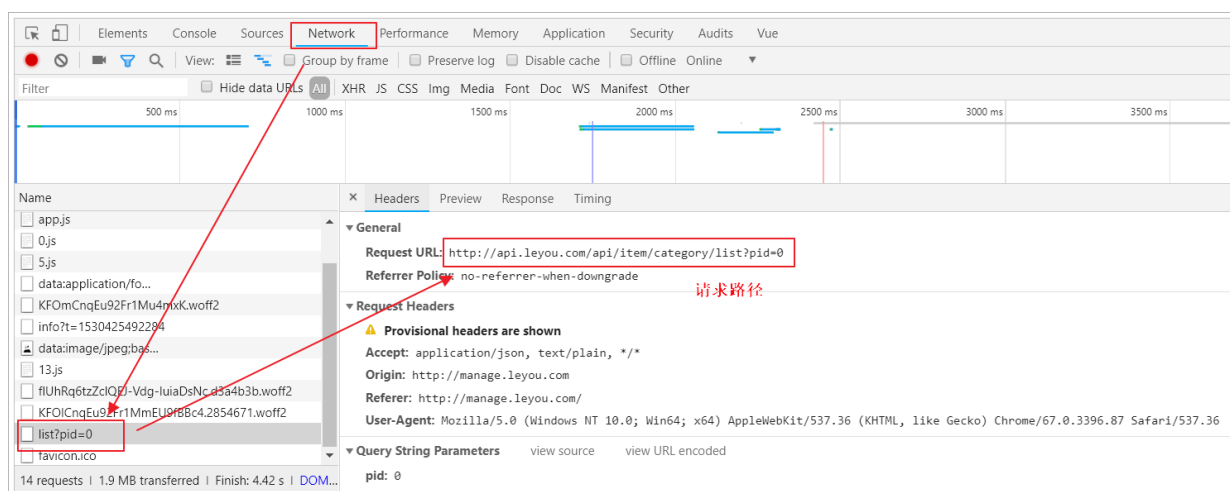 Elements Console Sources Network Performance Memory Application Security Audits Vue
View: Group by frame Preserve log Disable cache Offline Online
Filter Hide data URLs All XHR JS CSS Img Media Font Doc WS Manifest Other
500 ms 1000 ms 1500 ms 2000 ms 2500 ms 3000 ms 3500 ms
Name
app.js
0.js
5.js
data:application/fo...
KFOmCnqEu92Fr1Mu4mxK.woff2
info?t=1530425492284
data:image/jpeg;bas...
13.js
flUhRq6tzZclQEJ-Vdg-IuiaDsNc.d3a4b3b.woff2
KFOlCnqEu92Fr1MmEU9fBBc4.2854671.woff2
list?pid=0
favicon.ico
14 requests | 1.9 MB transferred | Finish: 4.42 s | DOM...
× Headers Preview Response Timing
General
Request URL: http://api.leyou.com/api/item/category/list?pid=0
Referrer Policy: no-referrer-when-downgrade
请求路径
Request Headers
Provisional headers are shown
Accept: application/json, text/plain, */*
Origin: http://manage.leyou.com
Referer: http://manage.leyou.com/
User-Agent: Mozilla/5.0 (Windows NT 10.0; Win64; x64) AppleWebKit/537.36 (KHTML, like Gecko) Chrome/67.0.3396.87 Safari/537.36
Query String Parameters view source view URL encoded
pid: 0